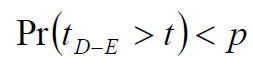 Pr(t_{D-E} > t) < p